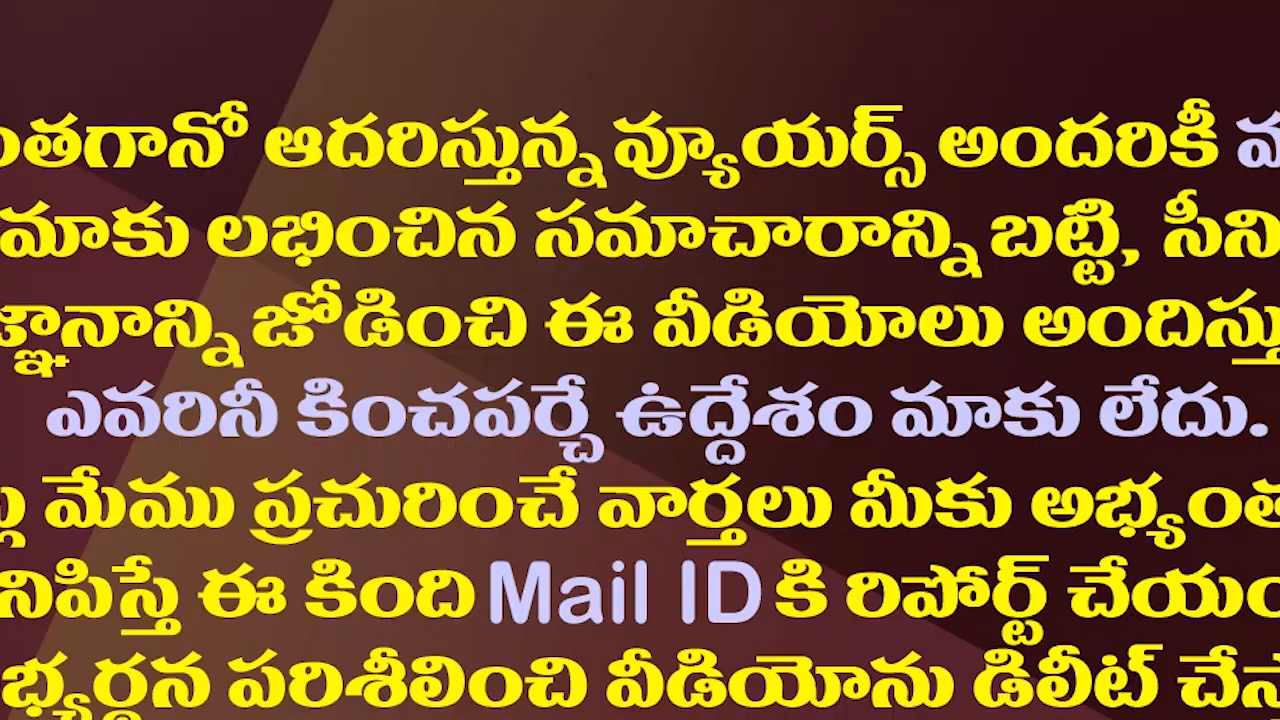 ఆదరిస్తున్న వ్యూయర్స్ అందరికీ
మాకు లభించిన సమాచారాన్ని బట్టి,
జోడించి ఈ వీడియోలు
ఎవరినీ కించపర్చే ఉద్దేశం మాకు లేదు.
మేము ప్రచురించే వార్తలు మీకు
ఈ కింది Mail ID కి రిపోర్ట్
పరిశీలించి వీడియోను డిలీట్